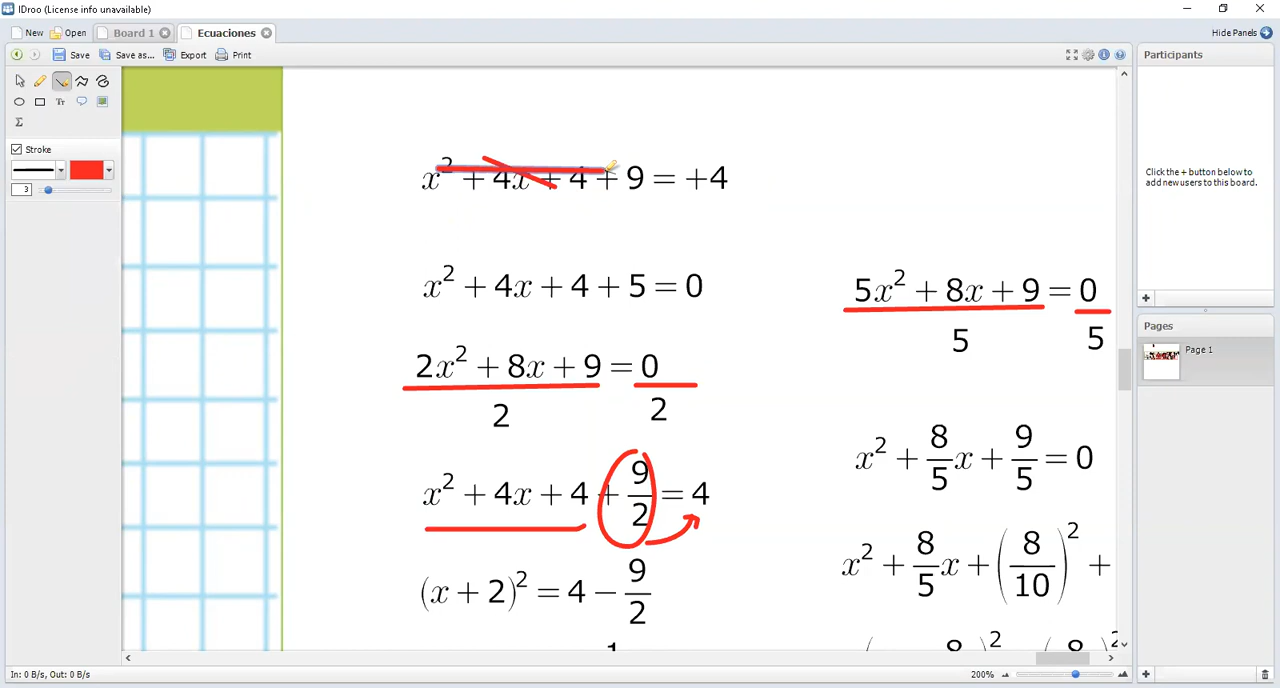 IDroo (License info unavailable)
New Open Board 1 Ecuaciones Hide Panels
Save Save as... Export Print
Participants
Click the + button below to
add new users to this board.
Stroke
3
x² + 4x + 4 + 9 = +4
x² + 4x + 4 + 5 = 0
2x² + 8x + 9 = 0
2 2
x² + 4x + 4 + 9/2 = 4
(x + 2)² = 4 − 9/2
1
5x² + 8x + 9 = 0
5 5
x² + 8/5 x + 9/5 = 0
x² + 8/5 x + (8/10)² +
Pages
Page 1
In: 0 B/s, Out: 0 B/s
200%